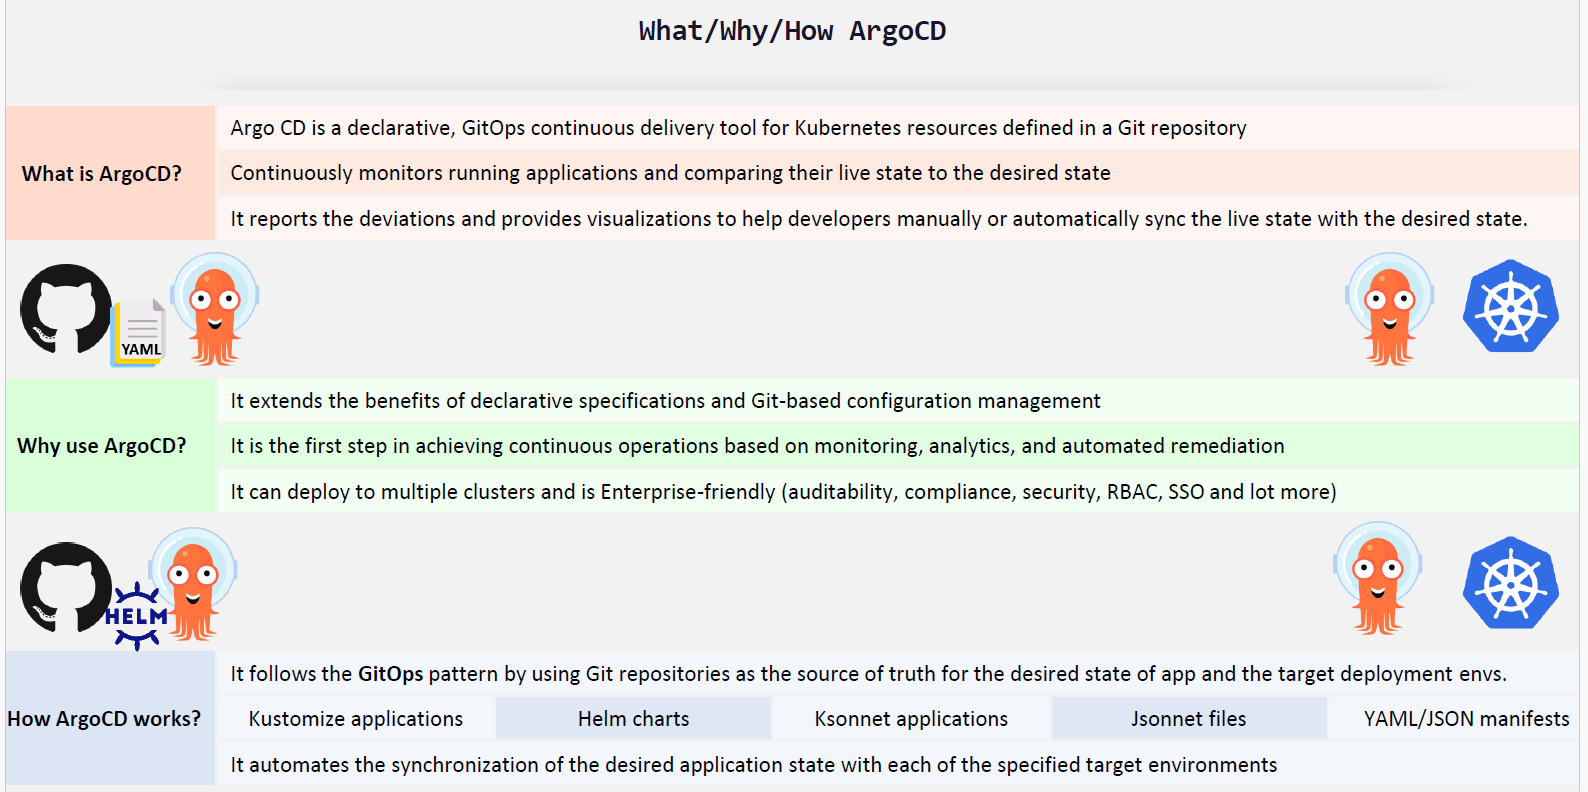 What/Why/How ArgoCD
What is ArgoCD?
Argo CD is a declarative, GitOps continuous delivery tool for Kubernetes resources defined in a Git repository
Continuously monitors running applications and comparing their live state to the desired state
It reports the deviations and provides visualizations to help developers manually or automatically sync the live state with the desired state.
YAML
Why use ArgoCD?
It extends the benefits of declarative specifications and Git-based configuration management
It is the first step in achieving continuous operations based on monitoring, analytics, and automated remediation
It can deploy to multiple clusters and is Enterprise-friendly (auditability, compliance, security, RBAC, SSO and lot more)
HELM
How ArgoCD works?
It follows the GitOps pattern by using Git repositories as the source of truth for the desired state of app and the target deployment envs.
Kustomize applications
Helm charts
Ksonnet applications
Jsonnet files
YAML/JSON manifests
It automates the synchronization of the desired application state with each of the specified target environments